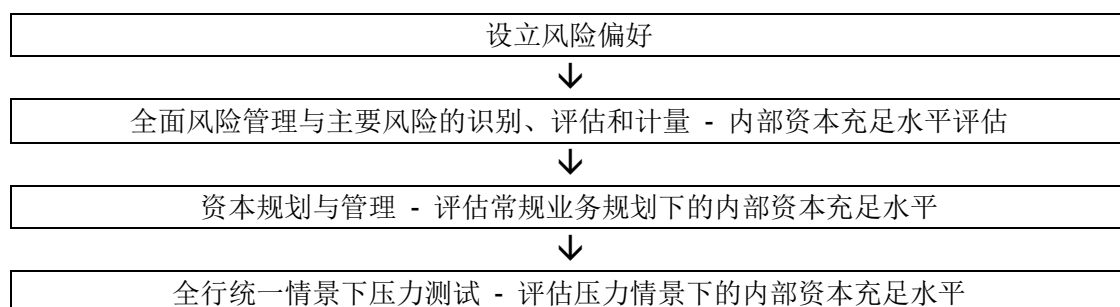 设立风险偏好
全面风险管理与主要风险的识别、评估和计量 - 内部资本充足水平评估
资本规划与管理 - 评估常规业务规划下的内部资本充足水平
全行统一情景下压力测试 - 评估压力情景下的内部资本充足水平